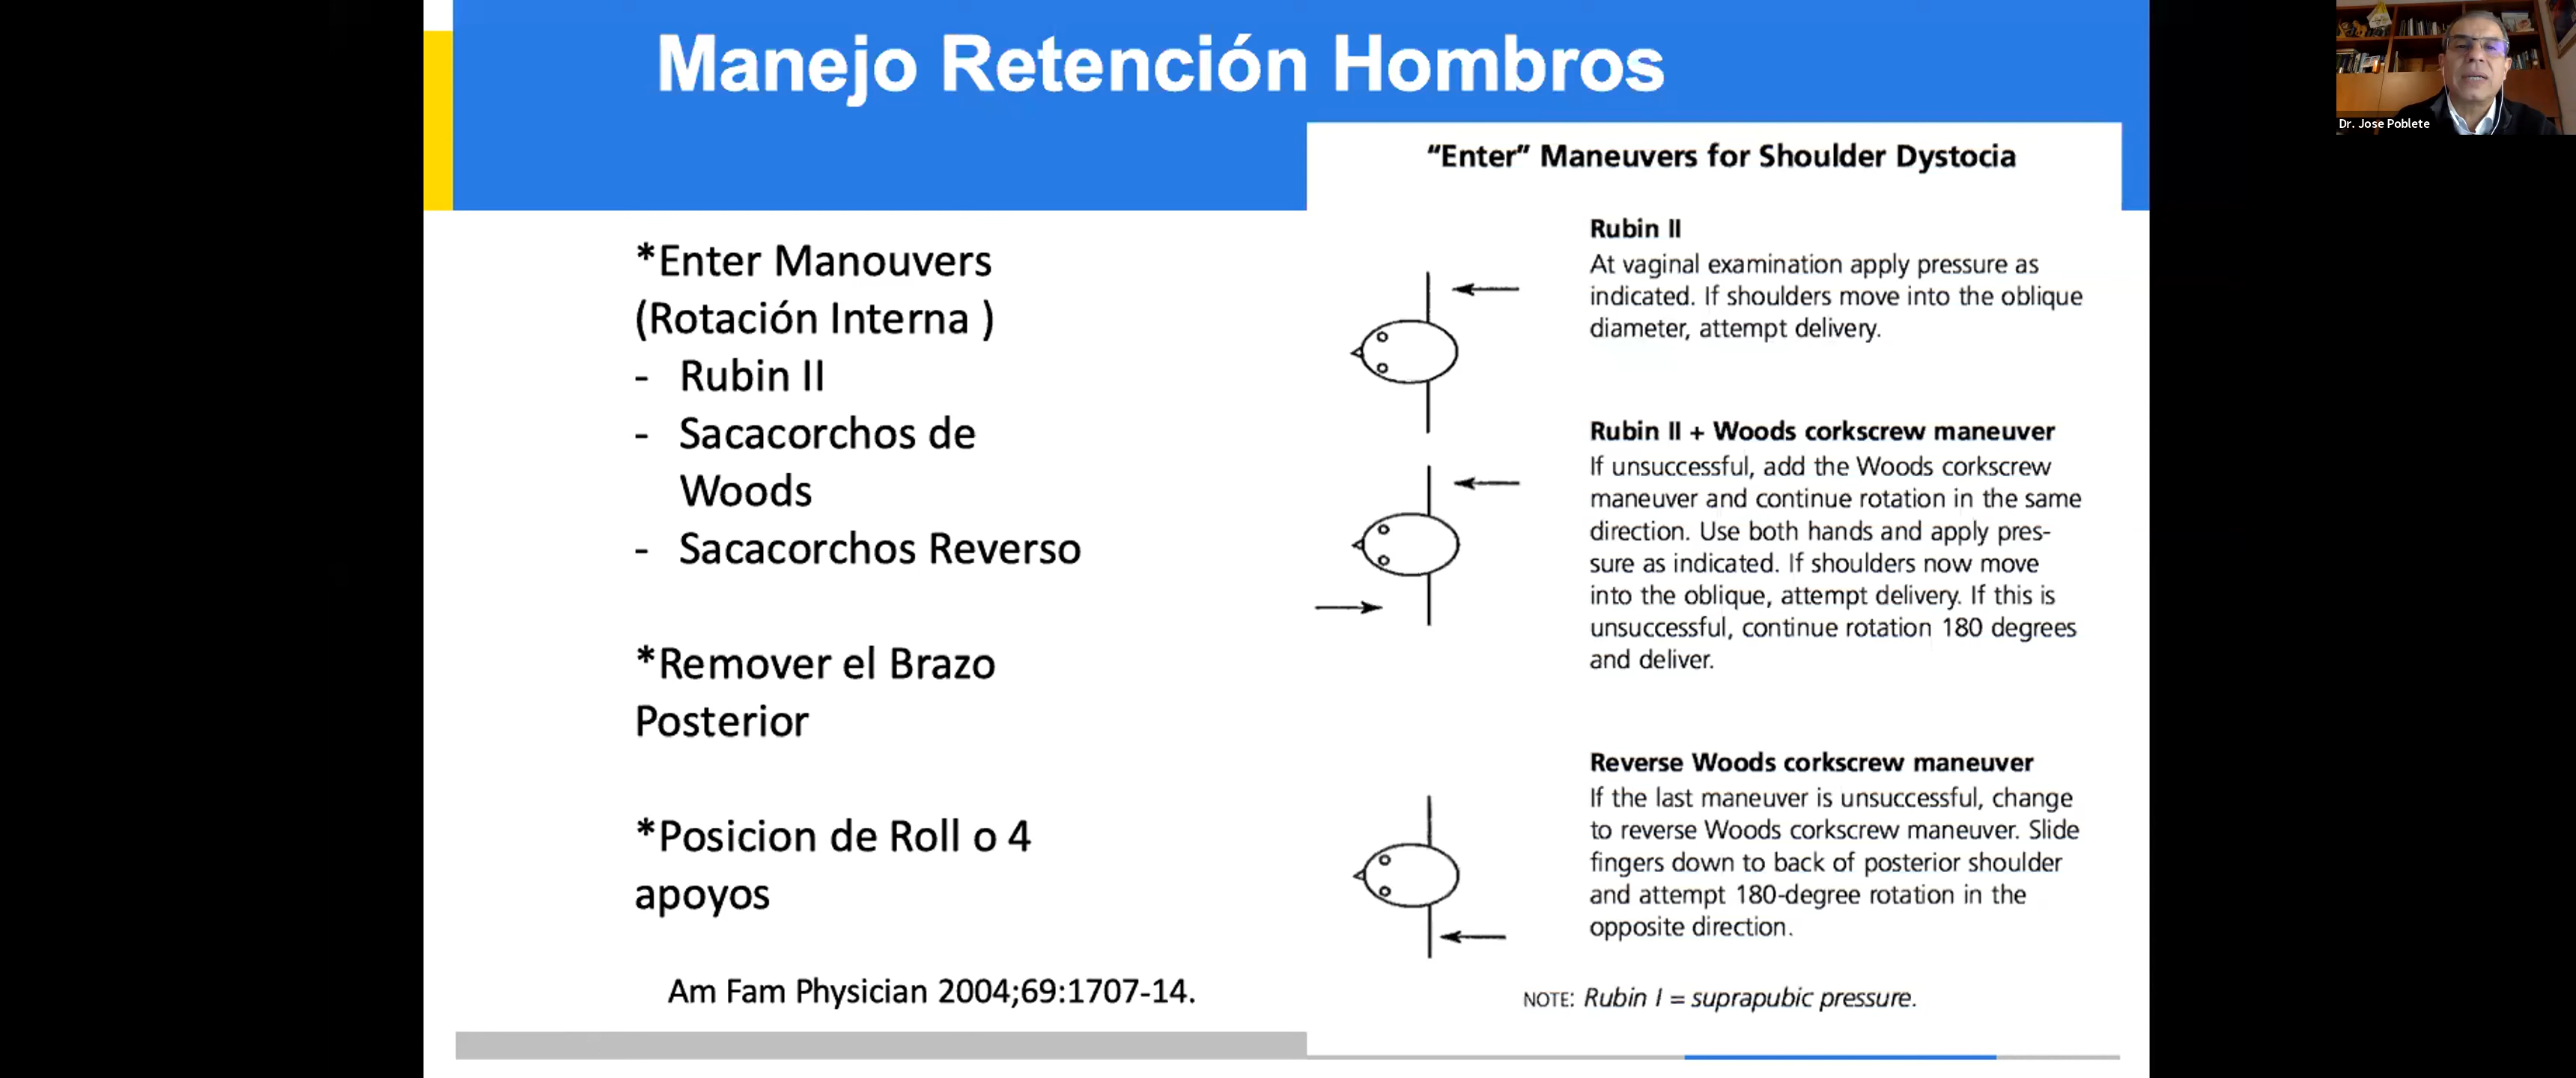 Manejo Retención Hombros
*Enter Manouvers
(Rotación Interna )
- Rubin II
- Sacacorchos de
Woods
- Sacacorchos Reverso
*Remover el Brazo
Posterior
*Posicion de Roll o 4
apoyos
Am Fam Physician 2004;69:1707-14.
“Enter” Maneuvers for Shoulder Dystocia
Rubin II
At vaginal examination apply pressure as
indicated. If shoulders move into the oblique
diameter, attempt delivery.
Rubin II + Woods corkscrew maneuver
If unsuccessful, add the Woods corkscrew
maneuver and continue rotation in the same
direction. Use both hands and apply pres-
sure as indicated. If shoulders now move
into the oblique, attempt delivery. If this is
unsuccessful, continue rotation 180 degrees
and deliver.
Reverse Woods corkscrew maneuver
If the last maneuver is unsuccessful, change
to reverse Woods corkscrew maneuver. Slide
fingers down to back of posterior shoulder
and attempt 180-degree rotation in the
opposite direction.
NOTE: Rubin I = suprapubic pressure.
Dr. Jose Poblete